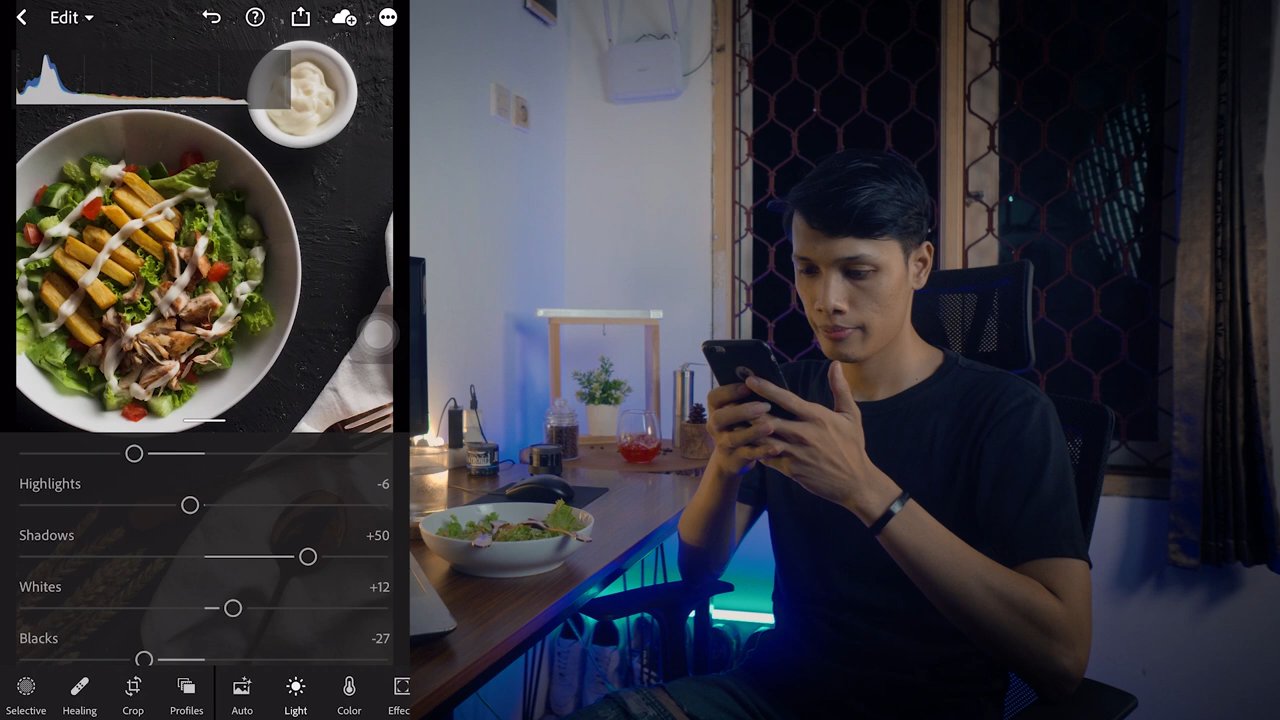 Edit
Highlights -6
Shadows +50
Whites +12
Blacks -27
Selective Healing Crop Profiles Auto Light Color Effec